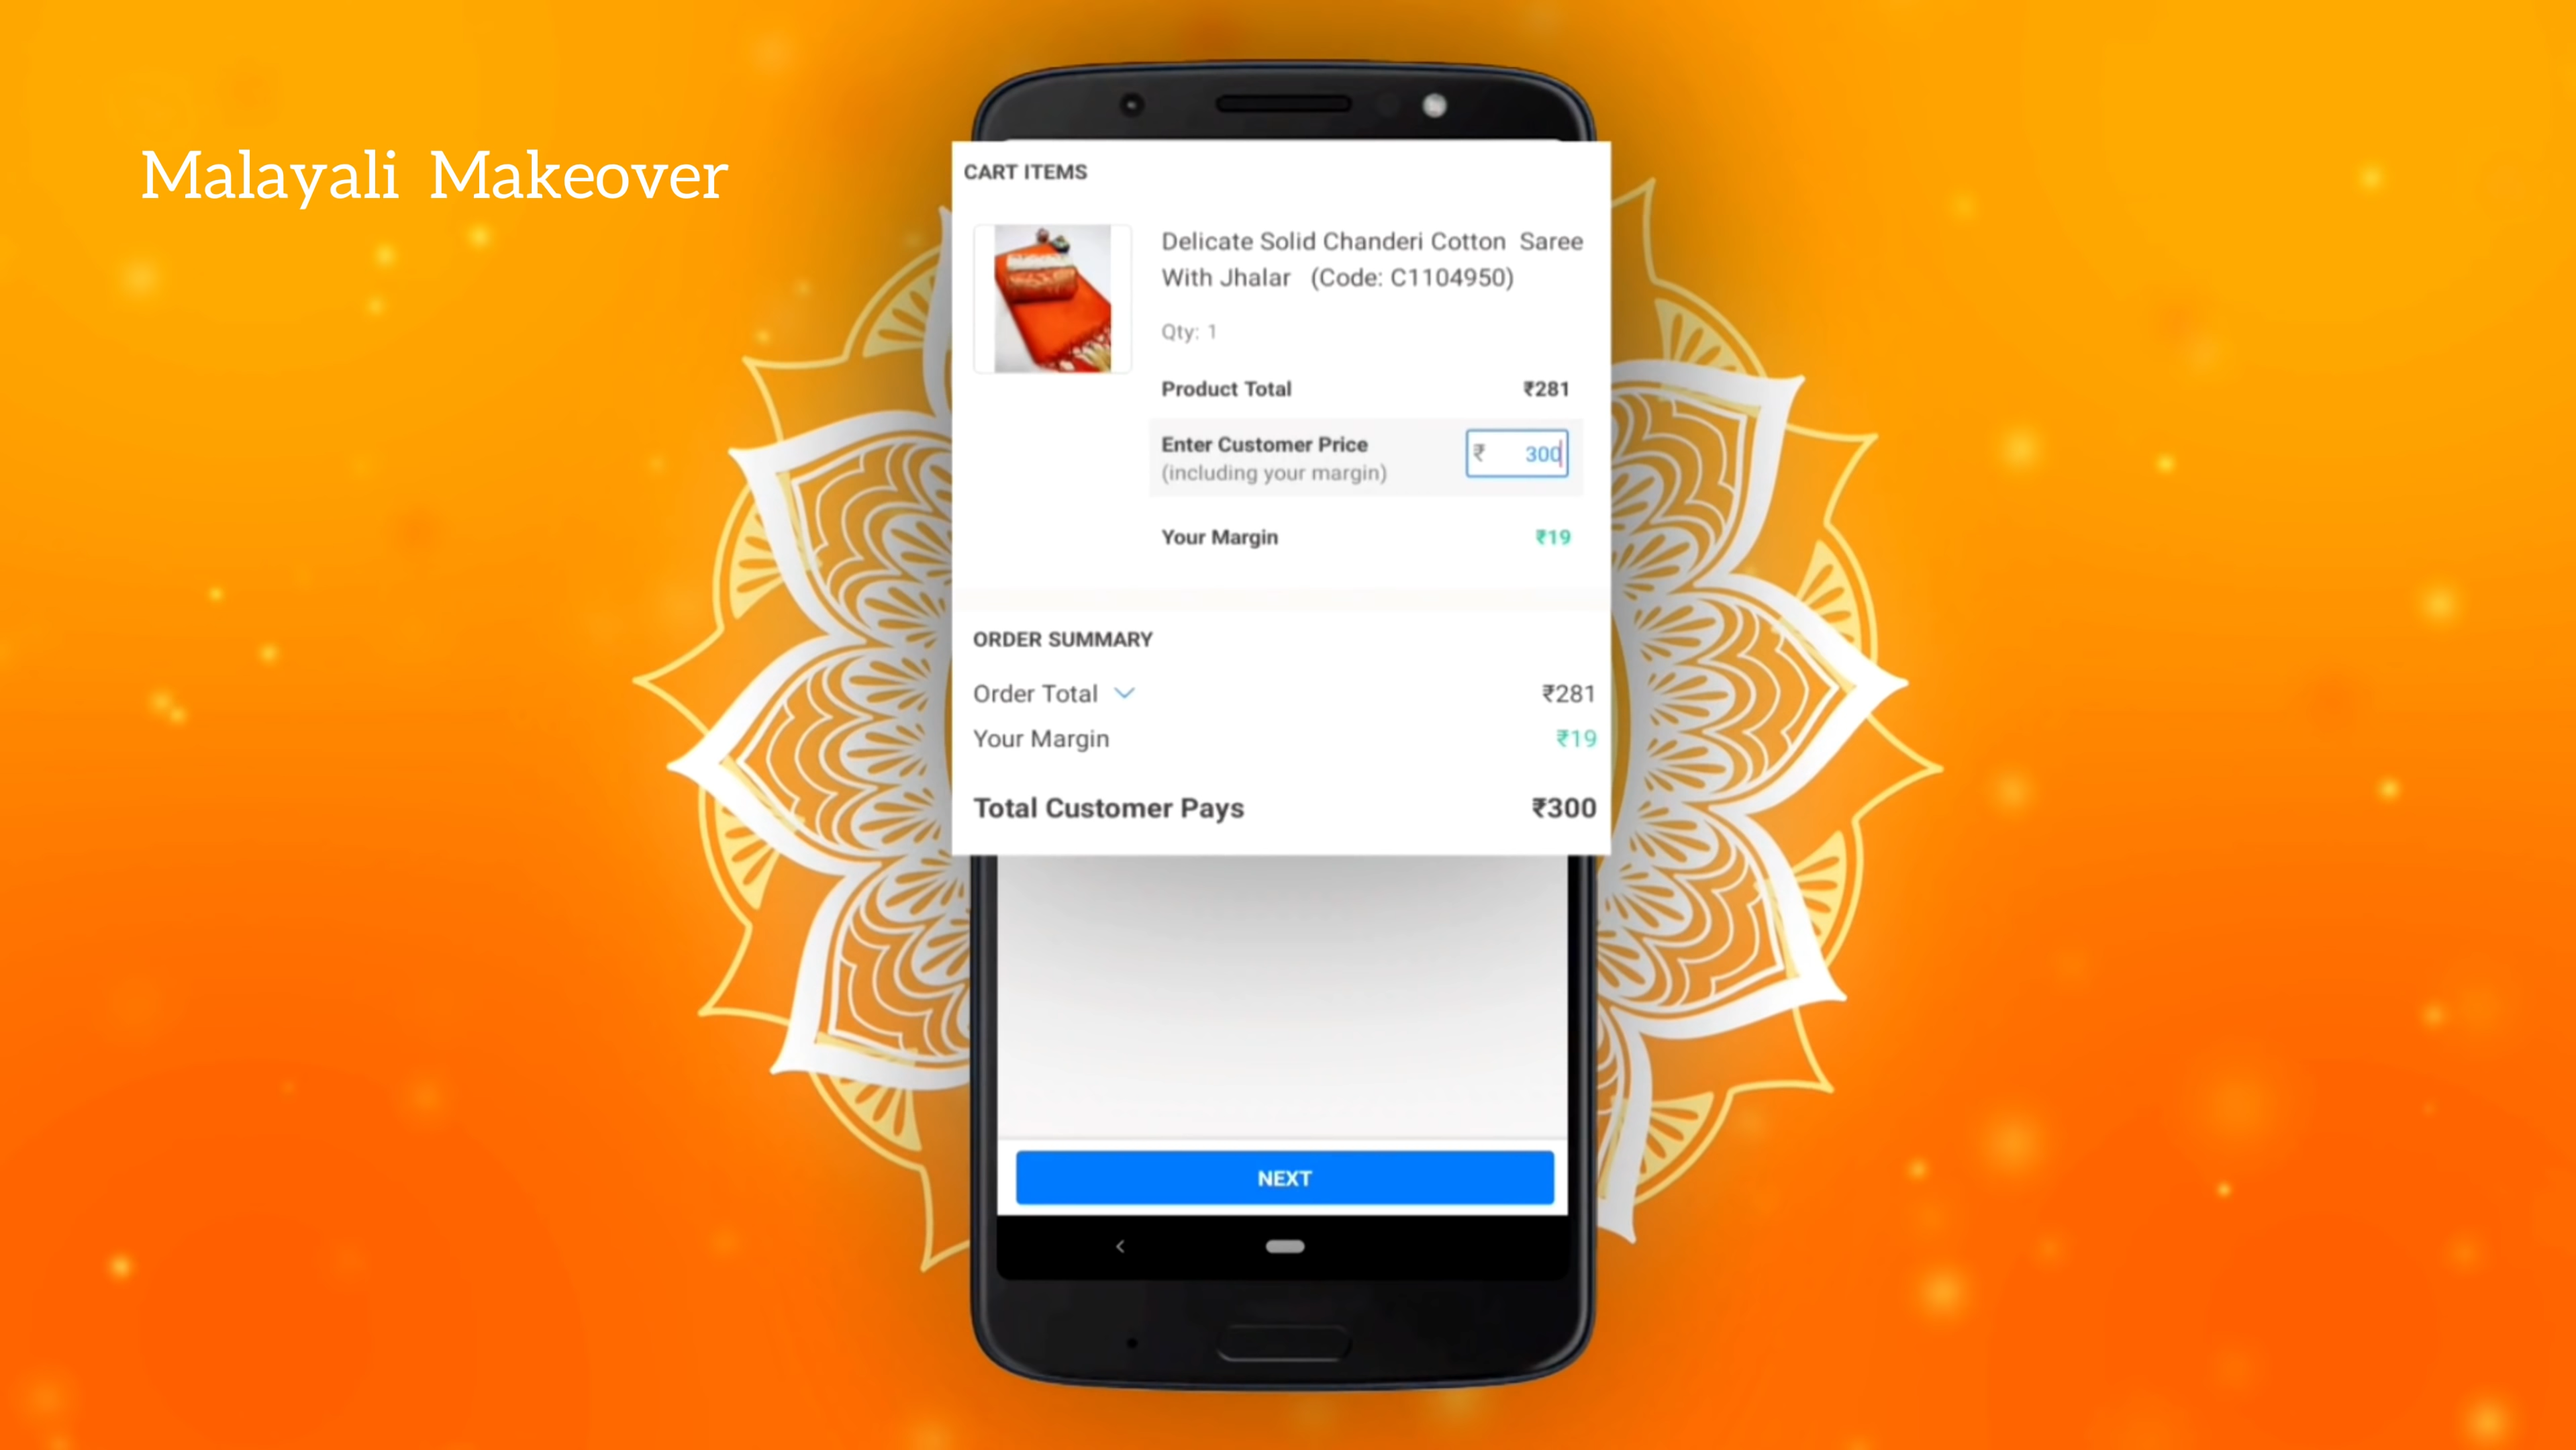 Malayali Makeover
CART ITEMS
Delicate Solid Chanderi Cotton Saree
With Jhalar (Code: C1104950)
Qty: 1
Product Total ₹281
Enter Customer Price ₹ 300
(including your margin)
Your Margin ₹19
ORDER SUMMARY
Order Total ₹281
Your Margin ₹19
Total Customer Pays ₹300
NEXT